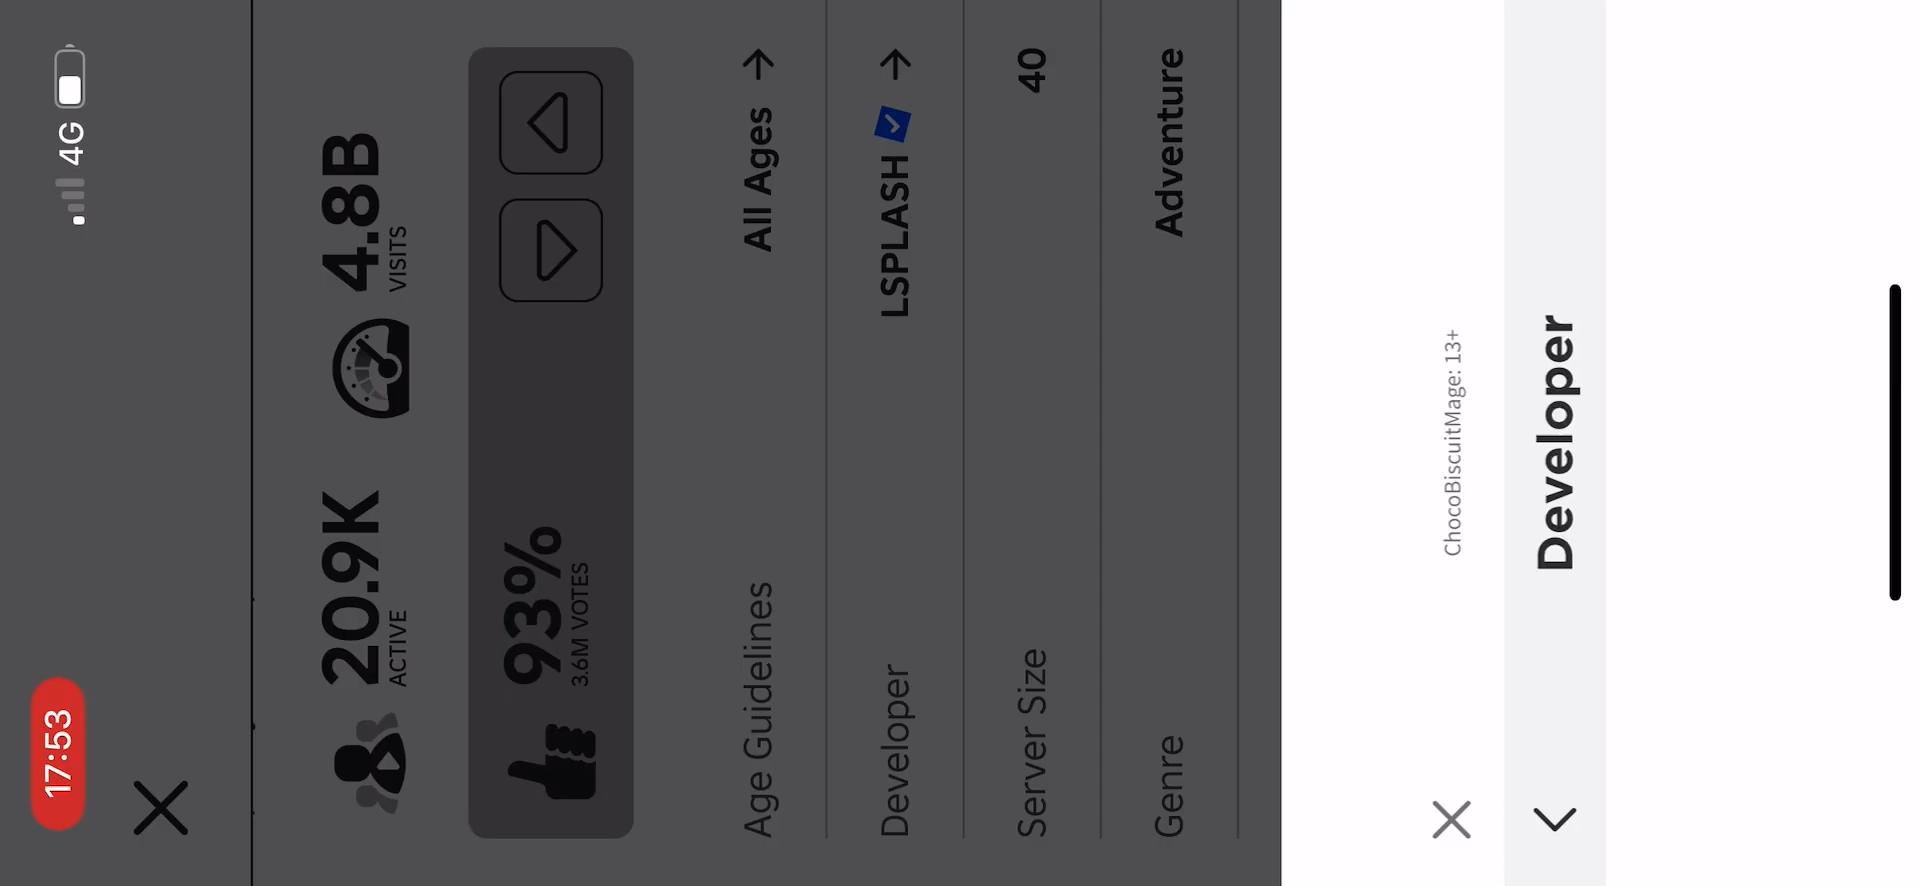 17:53
4G
20.9K
ACTIVE
4.8B
VISITS
93%
3.6M VOTES
Age Guidelines
All Ages
Developer
LSPLASH
Server Size
40
Genre
Adventure
ChocoBiscuitMage: 13+
Developer